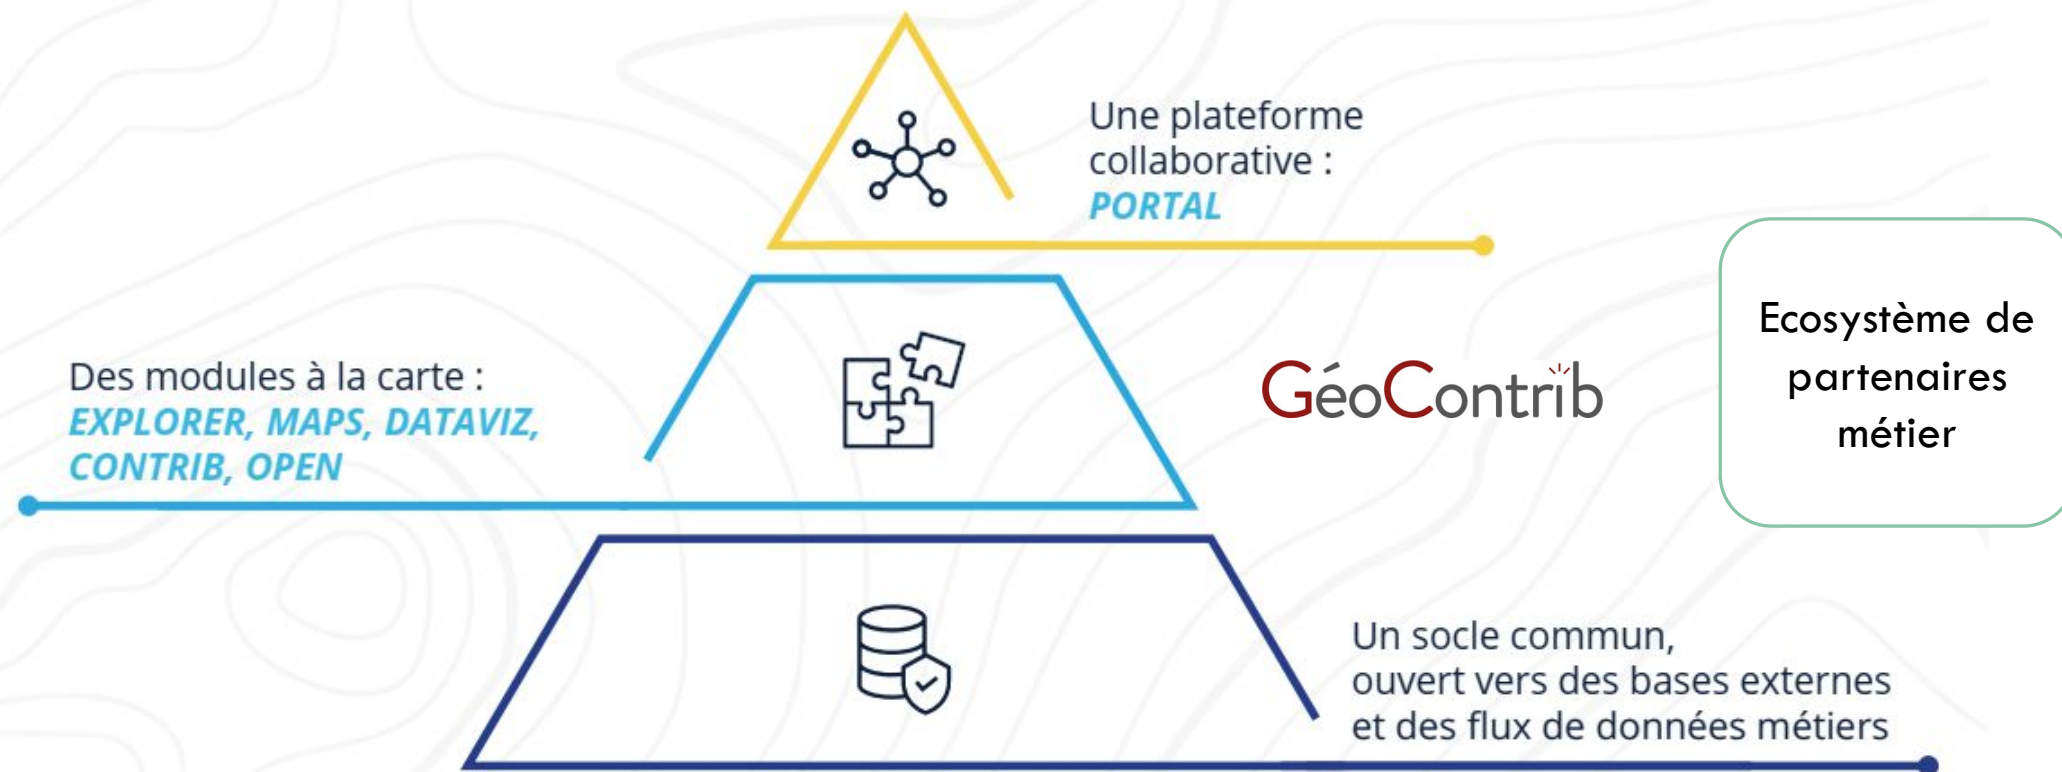 Une plateforme
collaborative :
PORTAL
Des modules à la carte :
EXPLORER, MAPS, DATAVIZ,
CONTRIB, OPEN
GéoContrib
Ecosystème de
partenaires
métier
Un socle commun,
ouvert vers des bases externes
et des flux de données métiers